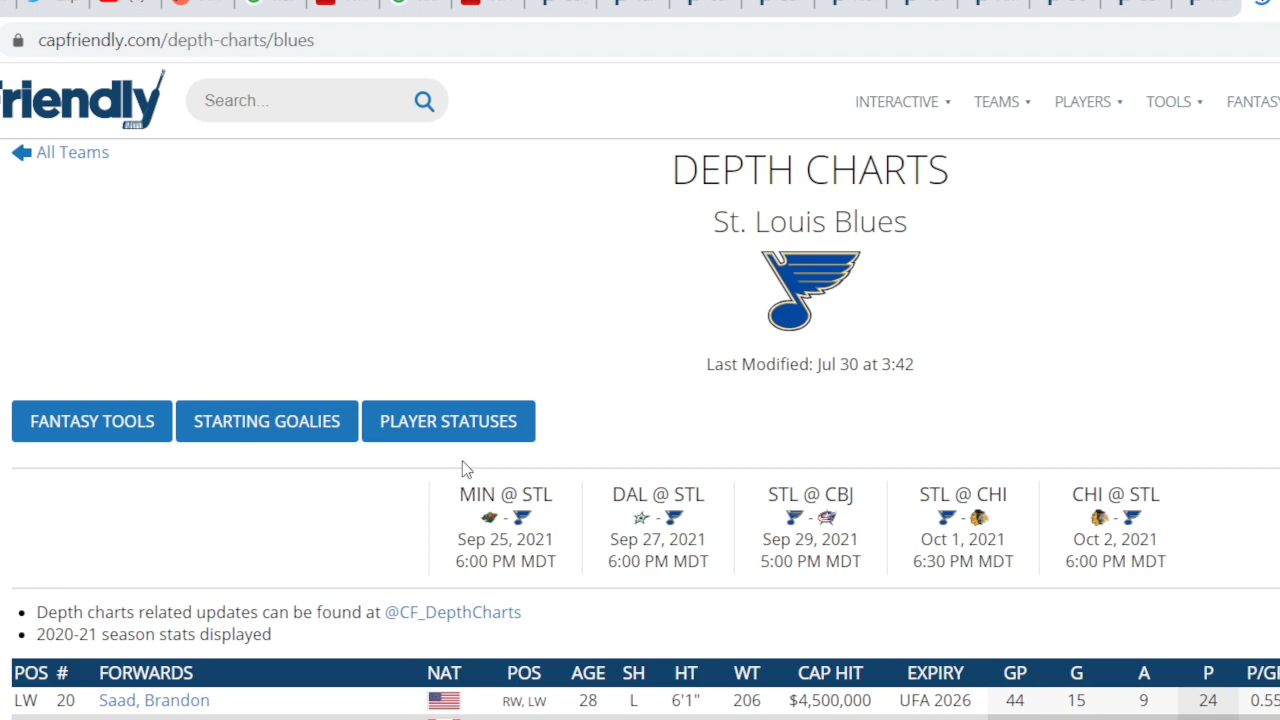 capfriendly.com/depth-charts/blues
riendly
Search...
INTERACTIVE TEAMS PLAYERS TOOLS FANTASY
All Teams
DEPTH CHARTS
St. Louis Blues
Last Modified: Jul 30 at 3:42
FANTASY TOOLS STARTING GOALIES PLAYER STATUSES
MIN @ STL DAL @ STL STL @ CBJ STL @ CHI CHI @ STL
- - - - -
Sep 25, 2021 Sep 27, 2021 Sep 29, 2021 Oct 1, 2021 Oct 2, 2021
6:00 PM MDT 6:00 PM MDT 5:00 PM MDT 6:30 PM MDT 6:00 PM MDT
• Depth charts related updates can be found at @CF_DepthCharts
• 2020-21 season stats displayed
POS # FORWARDS NAT POS AGE SH HT WT CAP HIT EXPIRY GP G A P P/GP
LW 20 Saad, Brandon RW, LW 28 L 6'1" 206 $4,500,000 UFA 2026 44 15 9 24 0.55